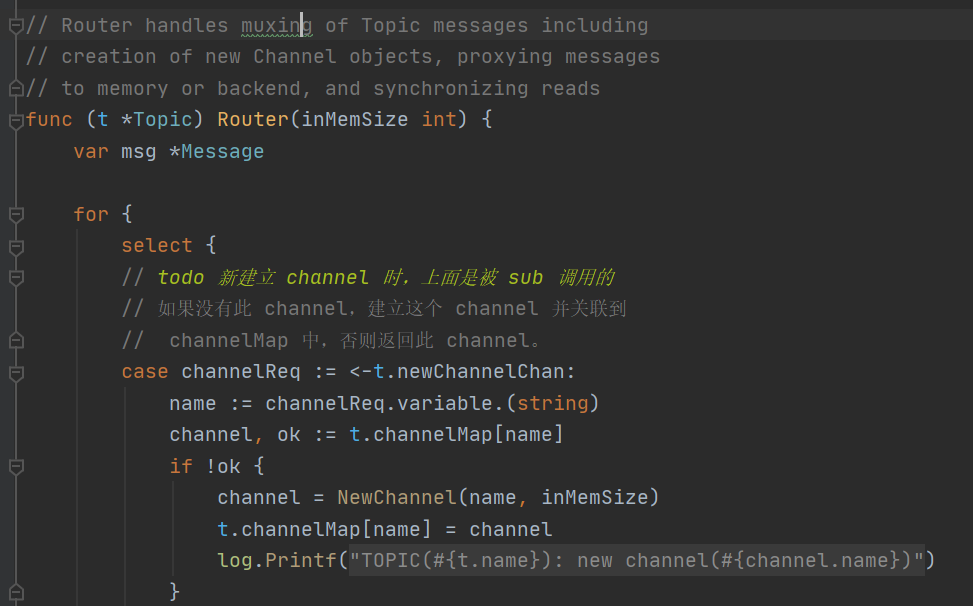 // Router handles muxing of Topic messages including
// creation of new Channel objects, proxying messages
// to memory or backend, and synchronizing reads
func (t *Topic) Router(inMemSize int) {
    var msg *Message

    for {
        select {
        // todo 新建立 channel 时，上面是被 sub 调用的
        // 如果没有此 channel，建立这个 channel 并关联到
        //  channelMap 中，否则返回此 channel。
        case channelReq := <-t.newChannelChan:
            name := channelReq.variable.(string)
            channel, ok := t.channelMap[name]
            if !ok {
                channel = NewChannel(name, inMemSize)
                t.channelMap[name] = channel
                log.Printf("TOPIC(#{t.name}): new channel(#{channel.name})")
            }